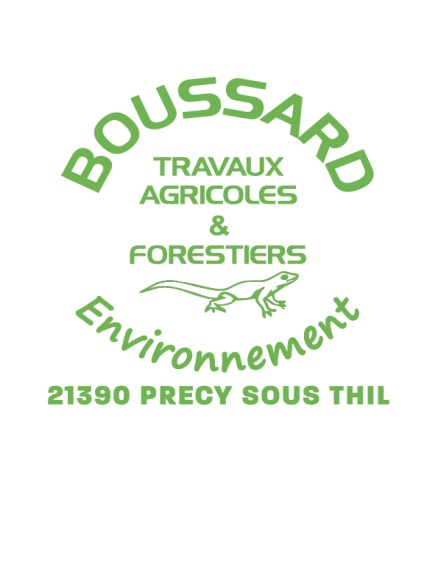 BOUSSARD
TRAVAUX
AGRICOLES
&
FORESTIERS
Environnement
21390 PRECY SOUS THIL